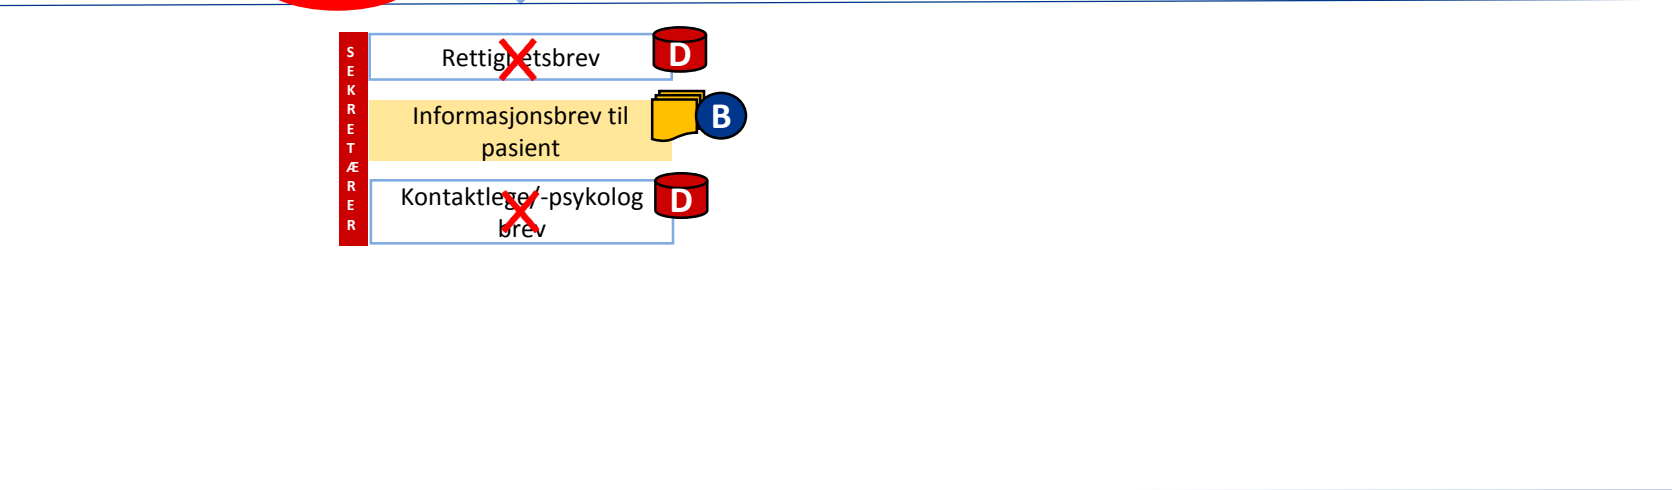 SEKRETÆRER
Rettighetsbrev
D
Informasjonsbrev til
pasient
B
Kontaktlege/-psykolog
brev
D